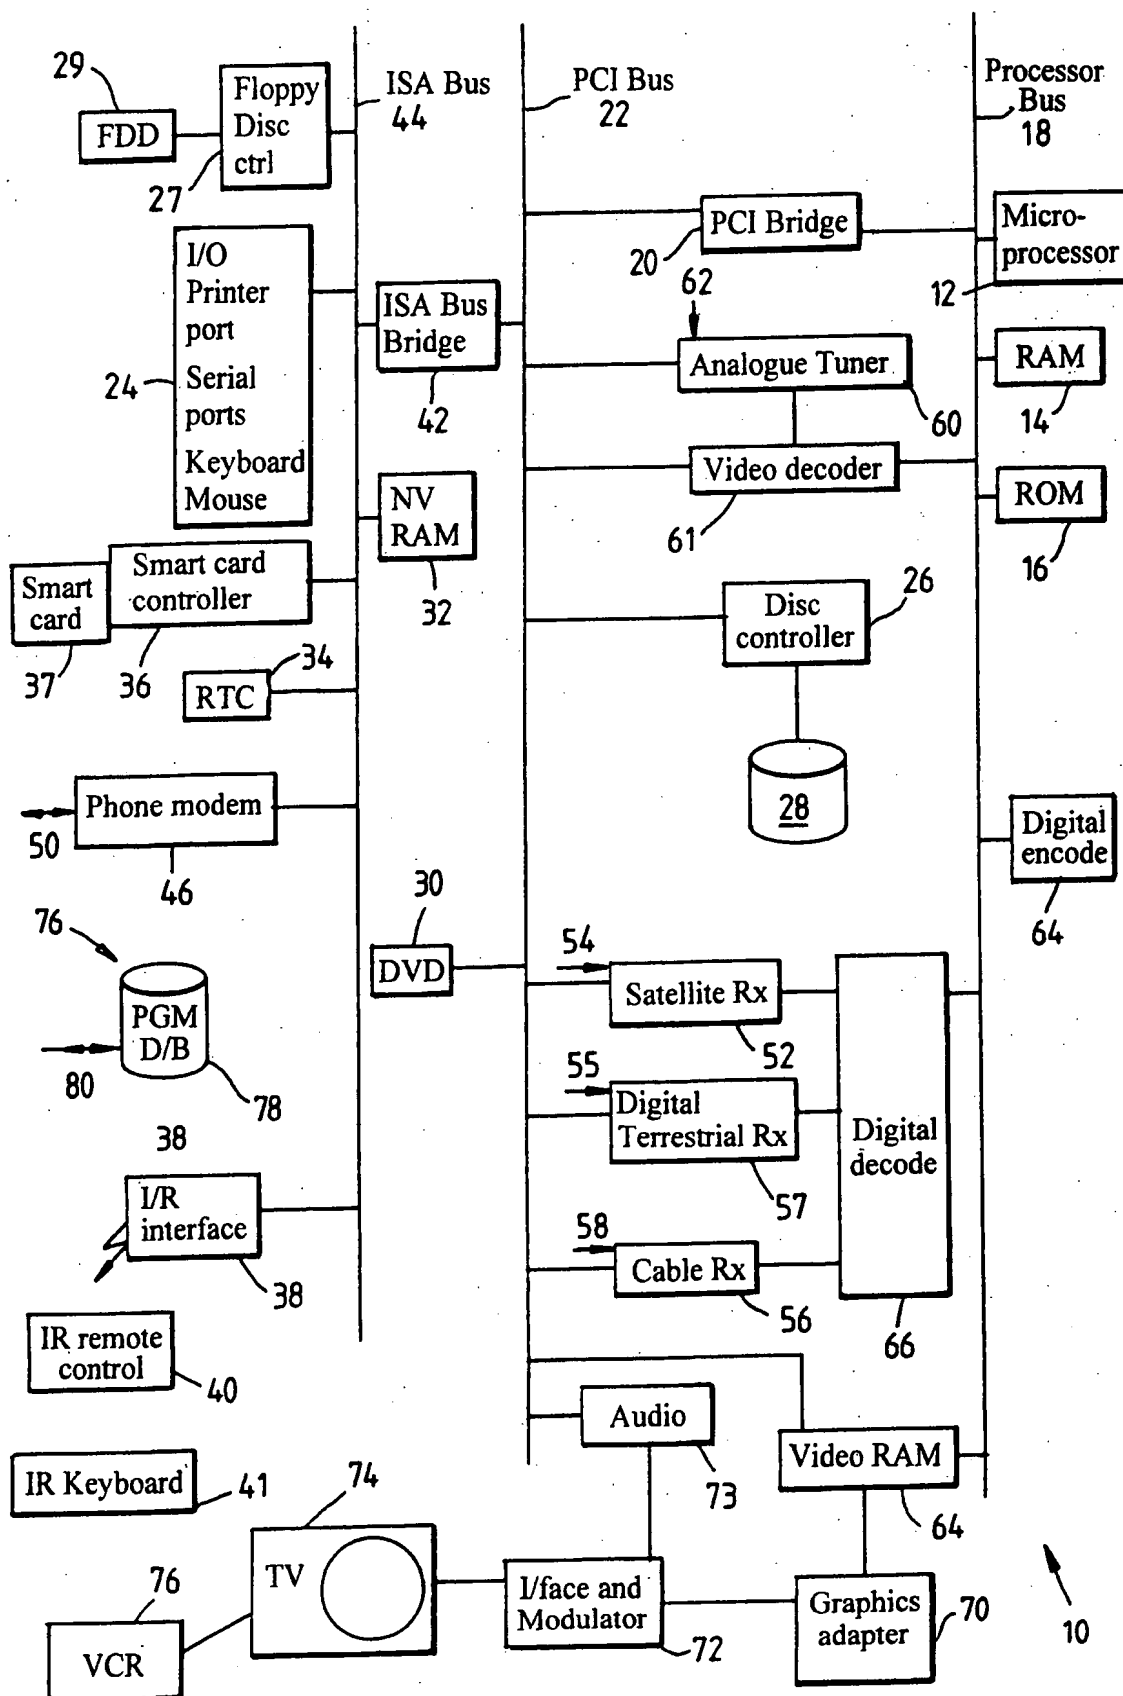 29
FDD
Floppy
Disc
ctrl
27
ISA Bus
44
PCI Bus
22
Processor
Bus
18
I/O
Printer
port
Serial
ports
Keyboard
Mouse
24
ISA Bus
Bridge
42
PCI Bridge
20
Micro-
processor
12
62
Analogue Tuner
60
RAM
14
Video decoder
61
ROM
16
NV
RAM
32
Smart
card
37
Smart card
controller
36
34
RTC
Disc
controller
26
28
Phone modem
50
46
Digital
encode
64
76
PGM
D/B
80
78
30
DVD
54
Satellite Rx
52
55
Digital
Terrestrial Rx
57
Digital
decode
66
58
Cable Rx
56
38
I/R
interface
38
IR remote
control
40
IR Keyboard
41
Audio
73
Video RAM
64
74
TV
76
VCR
I/face and
Modulator
72
Graphics
adapter
70
10